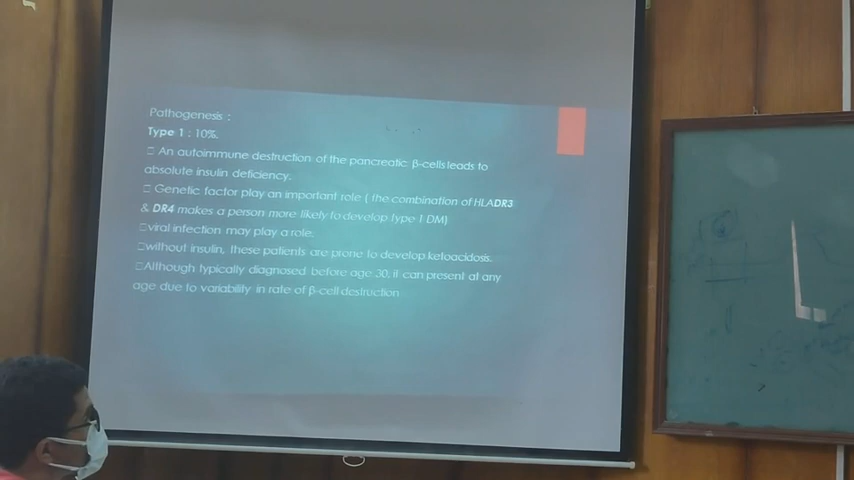 Pathogenesis :
Type 1 : 10%.
□ An autoimmune destruction of the pancreatic β-cells leads to
absolute insulin deficiency.
□ Genetic factor play an important role ( the combination of HLADR3
& DR4 makes a person more likely to develop type 1 DM)
□viral infection may play a role.
□without insulin, these patients are prone to develop ketoacidosis.
□Although typically diagnosed before age 30, it can present at any
age due to variability in rate of β-cell destruction